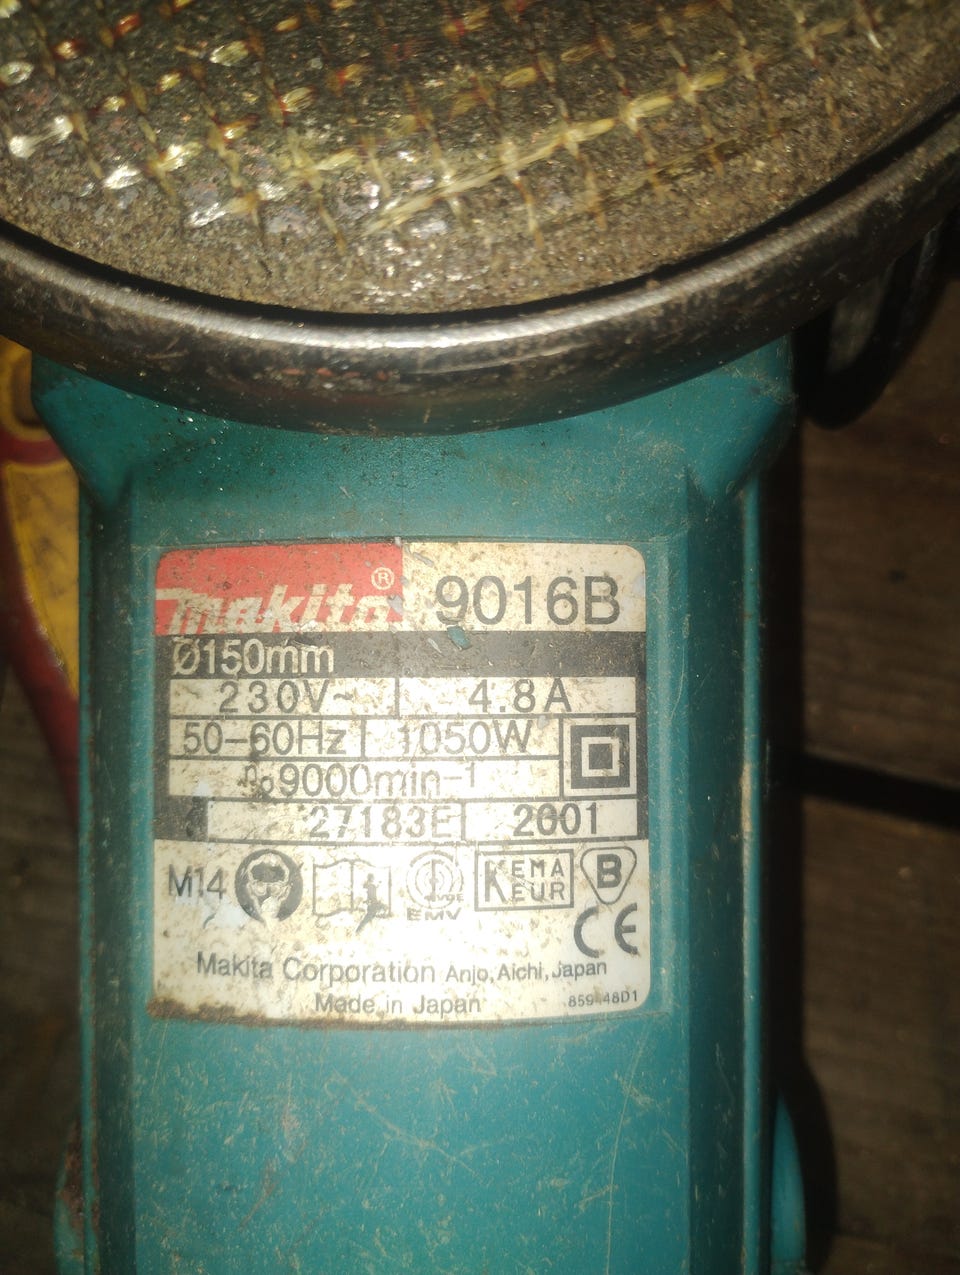 makita® 9016B
Ø150mm
230V~ 4.8A
50-60Hz 1050W
n₀9000min⁻¹
27183E 2001
M14 EMV KEMA KEUR B
CE
Makita Corporation Anjo, Aichi, Japan
Made in Japan